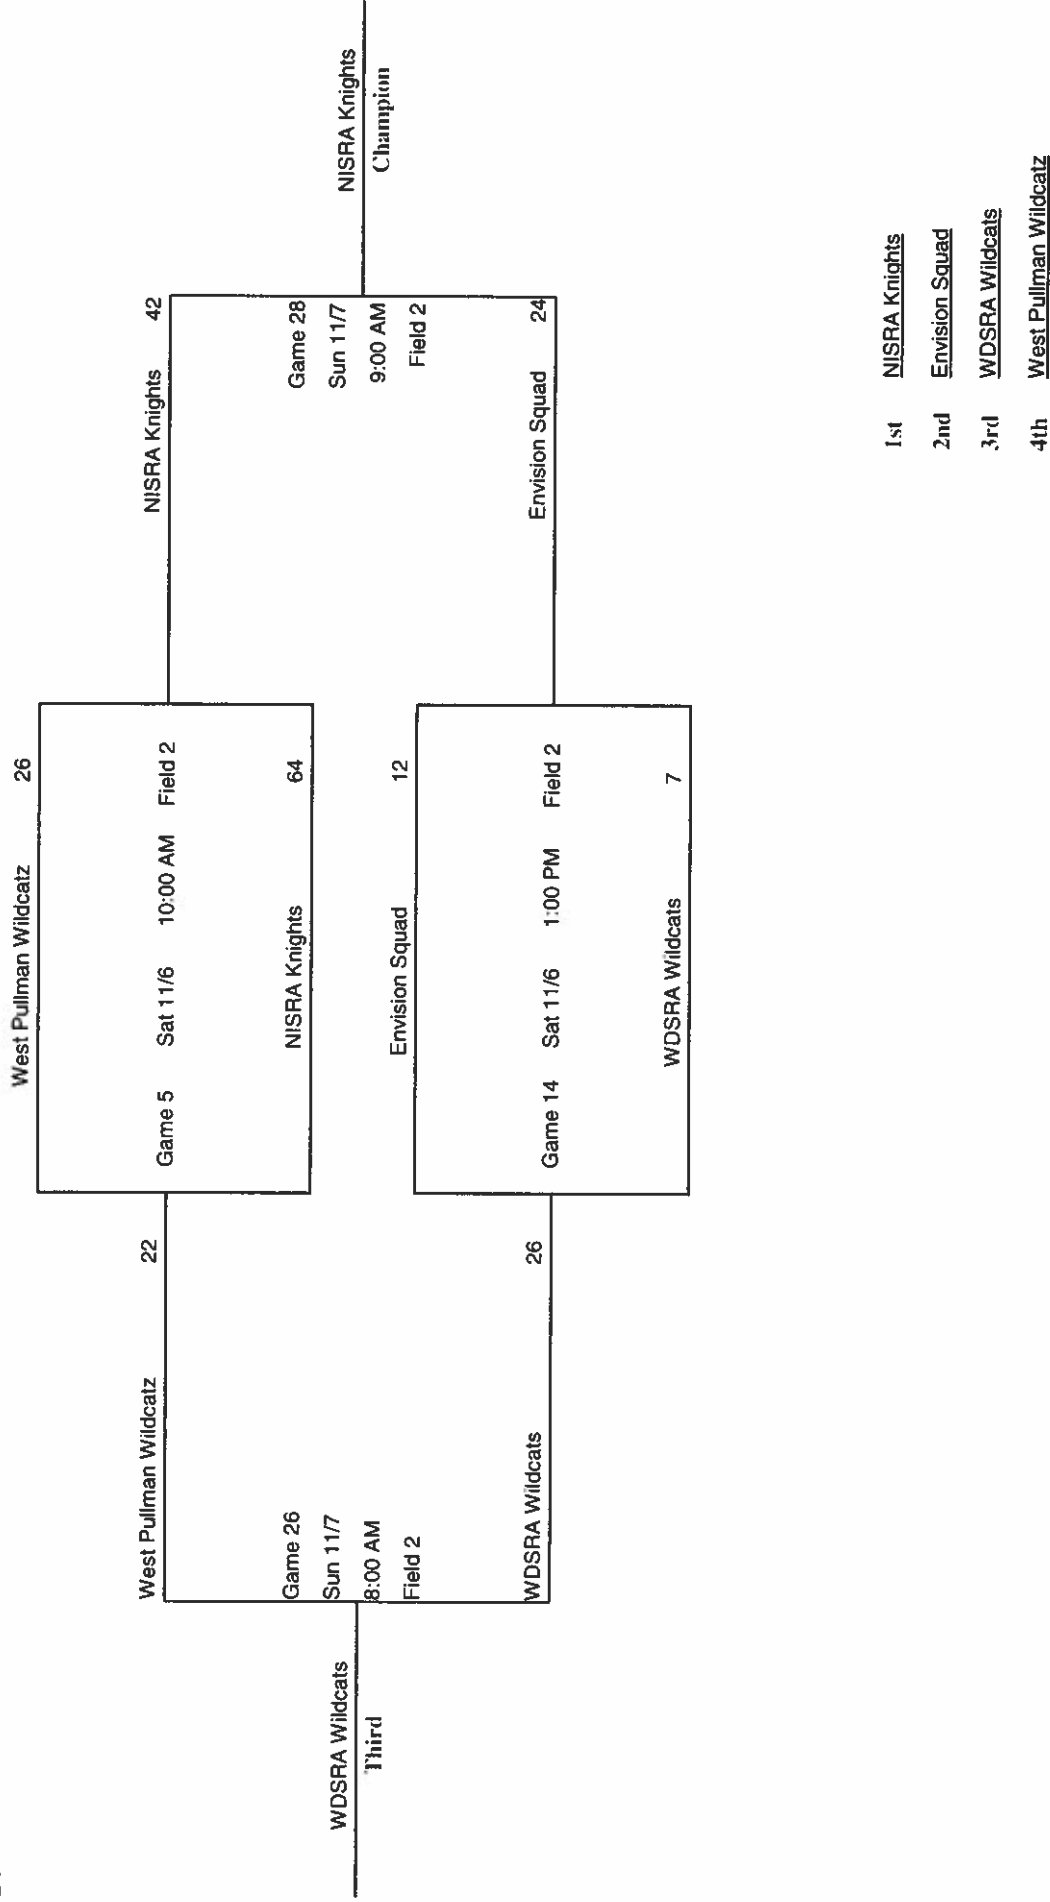 West Pullman Wildcatz 26
West Pullman Wildcatz 22
Game 5 Sat 11/6 10:00 AM Field 2
NISRA Knights 42
NISRA Knights 64
Game 26
Sun 11/7
8:00 AM
Field 2
Game 28
Sun 11/7
9:00 AM
Field 2
WDSRA Wildcats
Third
NISRA Knights
Champion
Envision Squad 12
WDSRA Wildcats 26
Game 14 Sat 11/6 1:00 PM Field 2
Envision Squad 24
WDSRA Wildcats 7
1st NISRA Knights
2nd Envision Squad
3rd WDSRA Wildcats
4th West Pullman Wildcatz